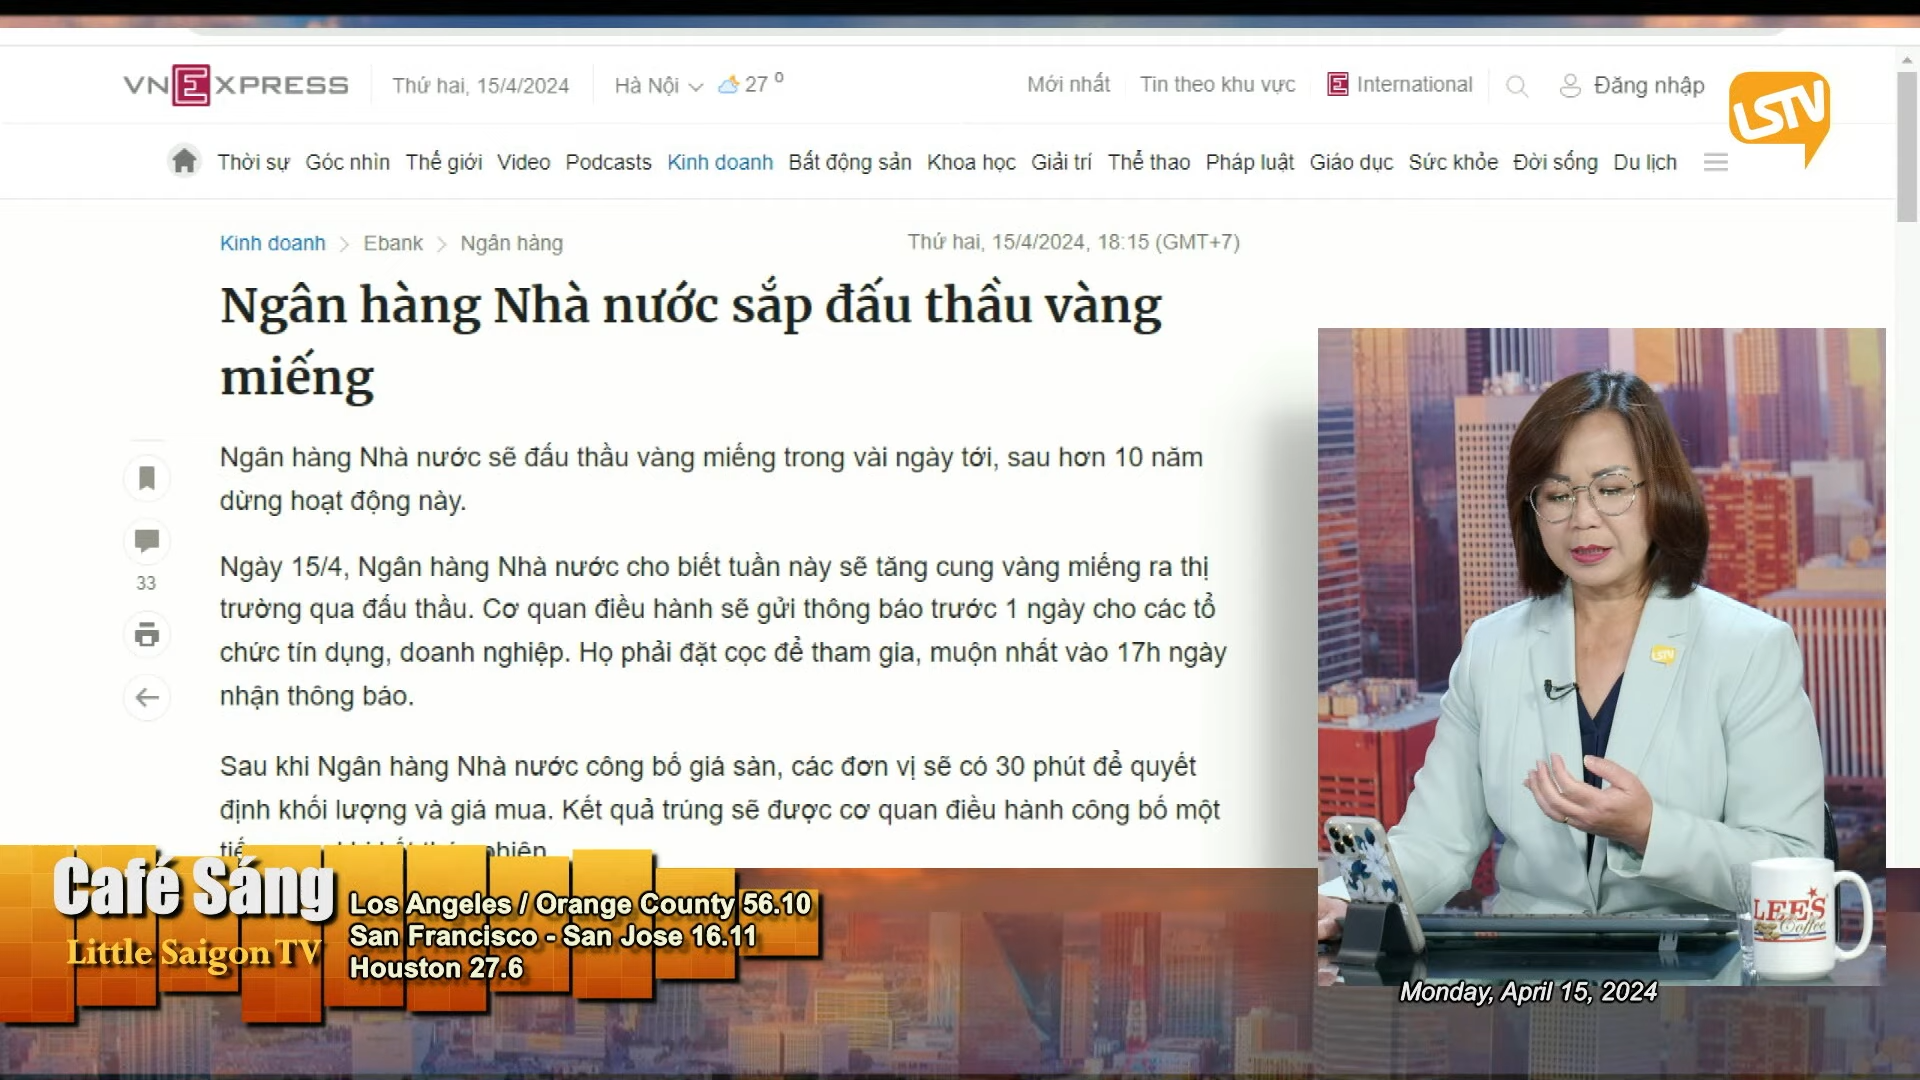 VNEXPRESS
Thứ hai, 15/4/2024
Hà Nội
27 °
Mới nhất
Tin theo khu vực
E International
Đăng nhập
LSTV
Thời sự Góc nhìn Thế giới Video Podcasts Kinh doanh Bất động sản Khoa học Giải trí Thể thao Pháp luật Giáo dục Sức khỏe Đời sống Du lịch
Kinh doanh > Ebank > Ngân hàng
Thứ hai, 15/4/2024, 18:15 (GMT+7)
Ngân hàng Nhà nước sắp đấu thầu vàng
miếng
Ngân hàng Nhà nước sẽ đấu thầu vàng miếng trong vài ngày tới, sau hơn 10 năm
dừng hoạt động này.
33
Ngày 15/4, Ngân hàng Nhà nước cho biết tuần này sẽ tăng cung vàng miếng ra thị
trường qua đấu thầu. Cơ quan điều hành sẽ gửi thông báo trước 1 ngày cho các tổ
chức tín dụng, doanh nghiệp. Họ phải đặt cọc để tham gia, muộn nhất vào 17h ngày
nhận thông báo.
Sau khi Ngân hàng Nhà nước công bố giá sàn, các đơn vị sẽ có 30 phút để quyết
định khối lượng và giá mua. Kết quả trúng sẽ được cơ quan điều hành công bố một
LSTV
LEE'S
Coffee
Café Sáng
Little Saigon TV
Los Angeles / Orange County 56.10
San Francisco - San Jose 16.11
Houston 27.6
Monday, April 15, 2024